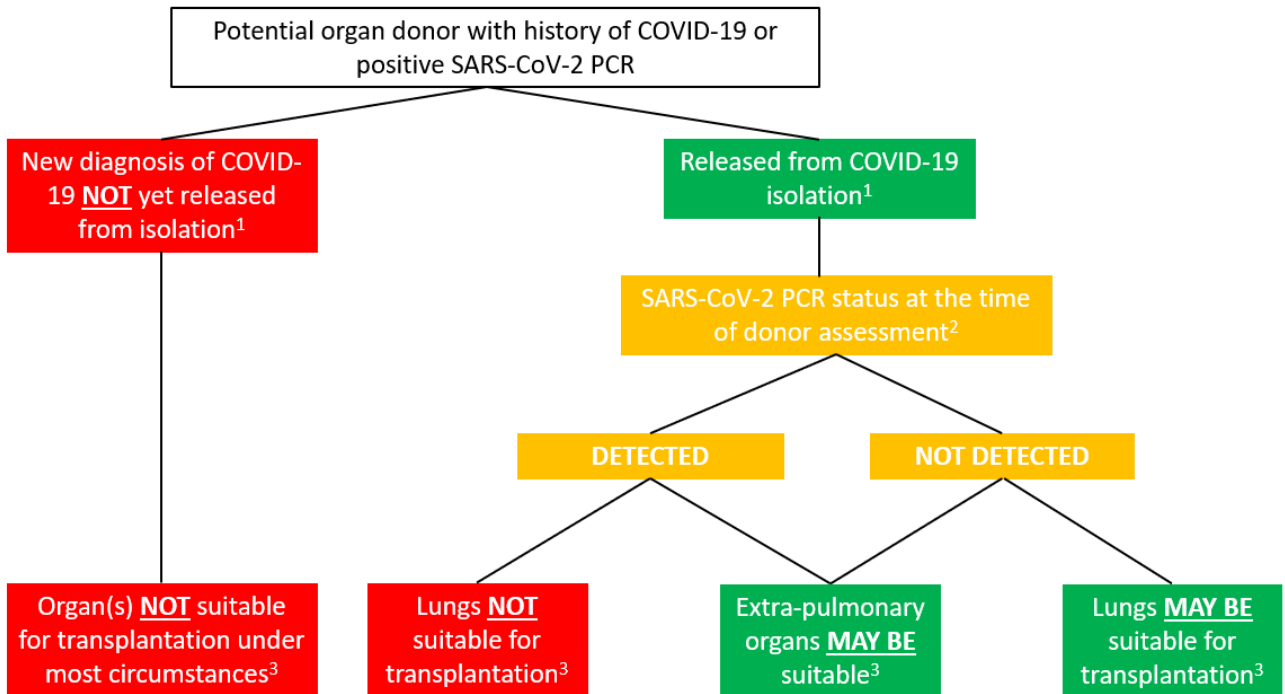 Potential organ donor with history of COVID-19 or
positive SARS-CoV-2 PCR
New diagnosis of COVID-
19 NOT yet released
from isolation¹
Released from COVID-19
isolation¹
SARS-CoV-2 PCR status at the time
of donor assessment²
DETECTED
NOT DETECTED
Organ(s) NOT suitable
for transplantation under
most circumstances³
Lungs NOT
suitable for
transplantation³
Extra-pulmonary
organs MAY BE
suitable³
Lungs MAY BE
suitable for
transplantation³